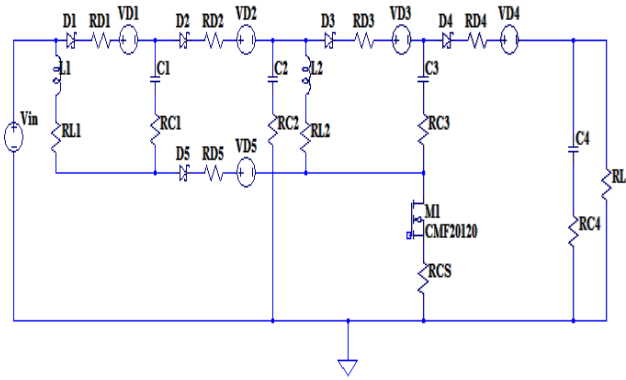 D1 RD1 VD1 D2 RD2 VD2 D3 RD3 VD3 D4 RD4 VD4
L1 C1 C2 L2 C3
Vin RL1 RC1 RC2 RL2 RC3 C4
D5 RD5 VD5 RL
M1
CMF20120 RC4
RCS